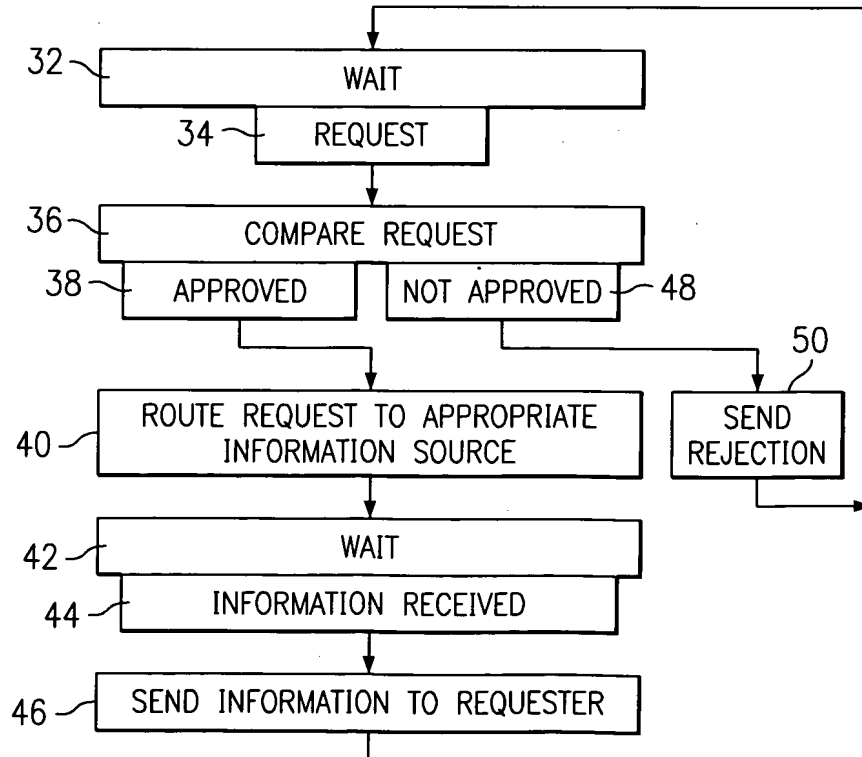 32
WAIT
34
REQUEST
36
COMPARE REQUEST
38
APPROVED
NOT APPROVED
48
50
40
ROUTE REQUEST TO APPROPRIATE
INFORMATION SOURCE
SEND
REJECTION
42
WAIT
44
INFORMATION RECEIVED
46
SEND INFORMATION TO REQUESTER